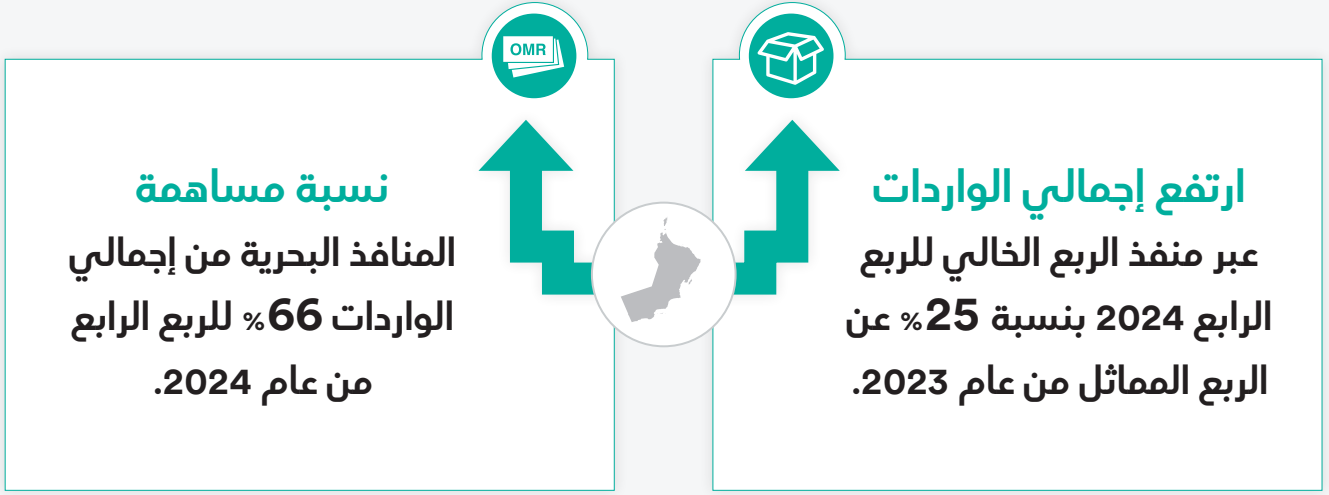 ارتفع إجمالي الواردات
عبر منفذ الربع الخالي للربع
الرابع 2024 بنسبة 25% عن
الربع المماثل من عام 2023.
OMR
نسبة مساهمة
المنافذ البحرية من إجمالي
الواردات 66% للربع الرابع
من عام 2024.